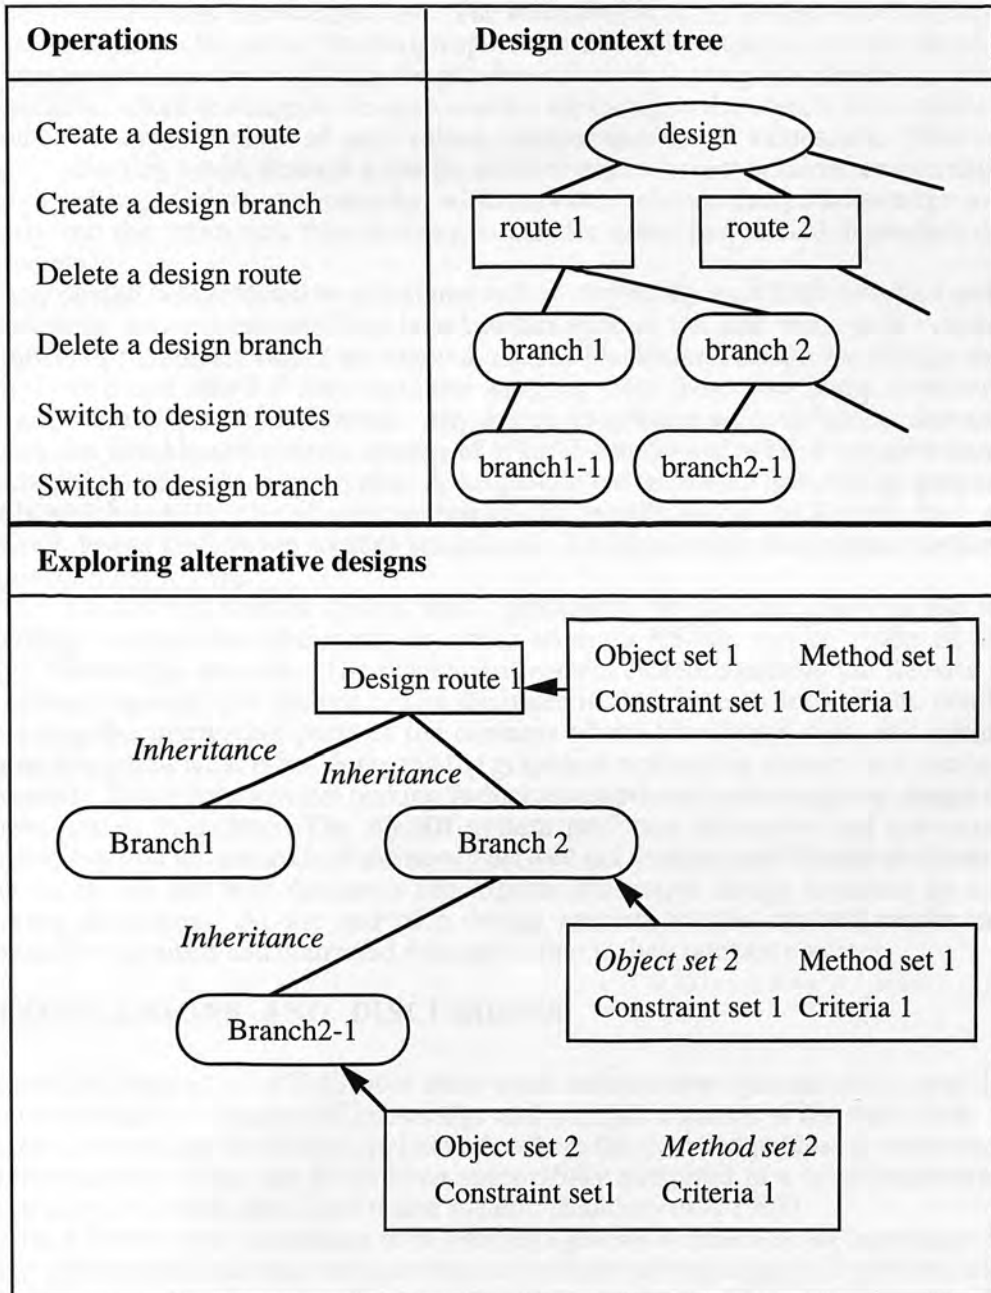 Operations
Design context tree
Create a design route
Create a design branch
Delete a design route
Delete a design branch
Switch to design routes
Switch to design branch
design
route 1
route 2
branch 1
branch 2
branch1-1
branch2-1
Exploring alternative designs
Design route
Object set 1 Method set 1
Constraint set 1 Criteria 1
Inheritance
Inheritance
Branch1
Branch 2
Inheritance
Object set 2 Method set 1
Constraint set 1 Criteria 1
Branch2-1
Object set 2 Method set 2
Constraint set1 Criteria 1